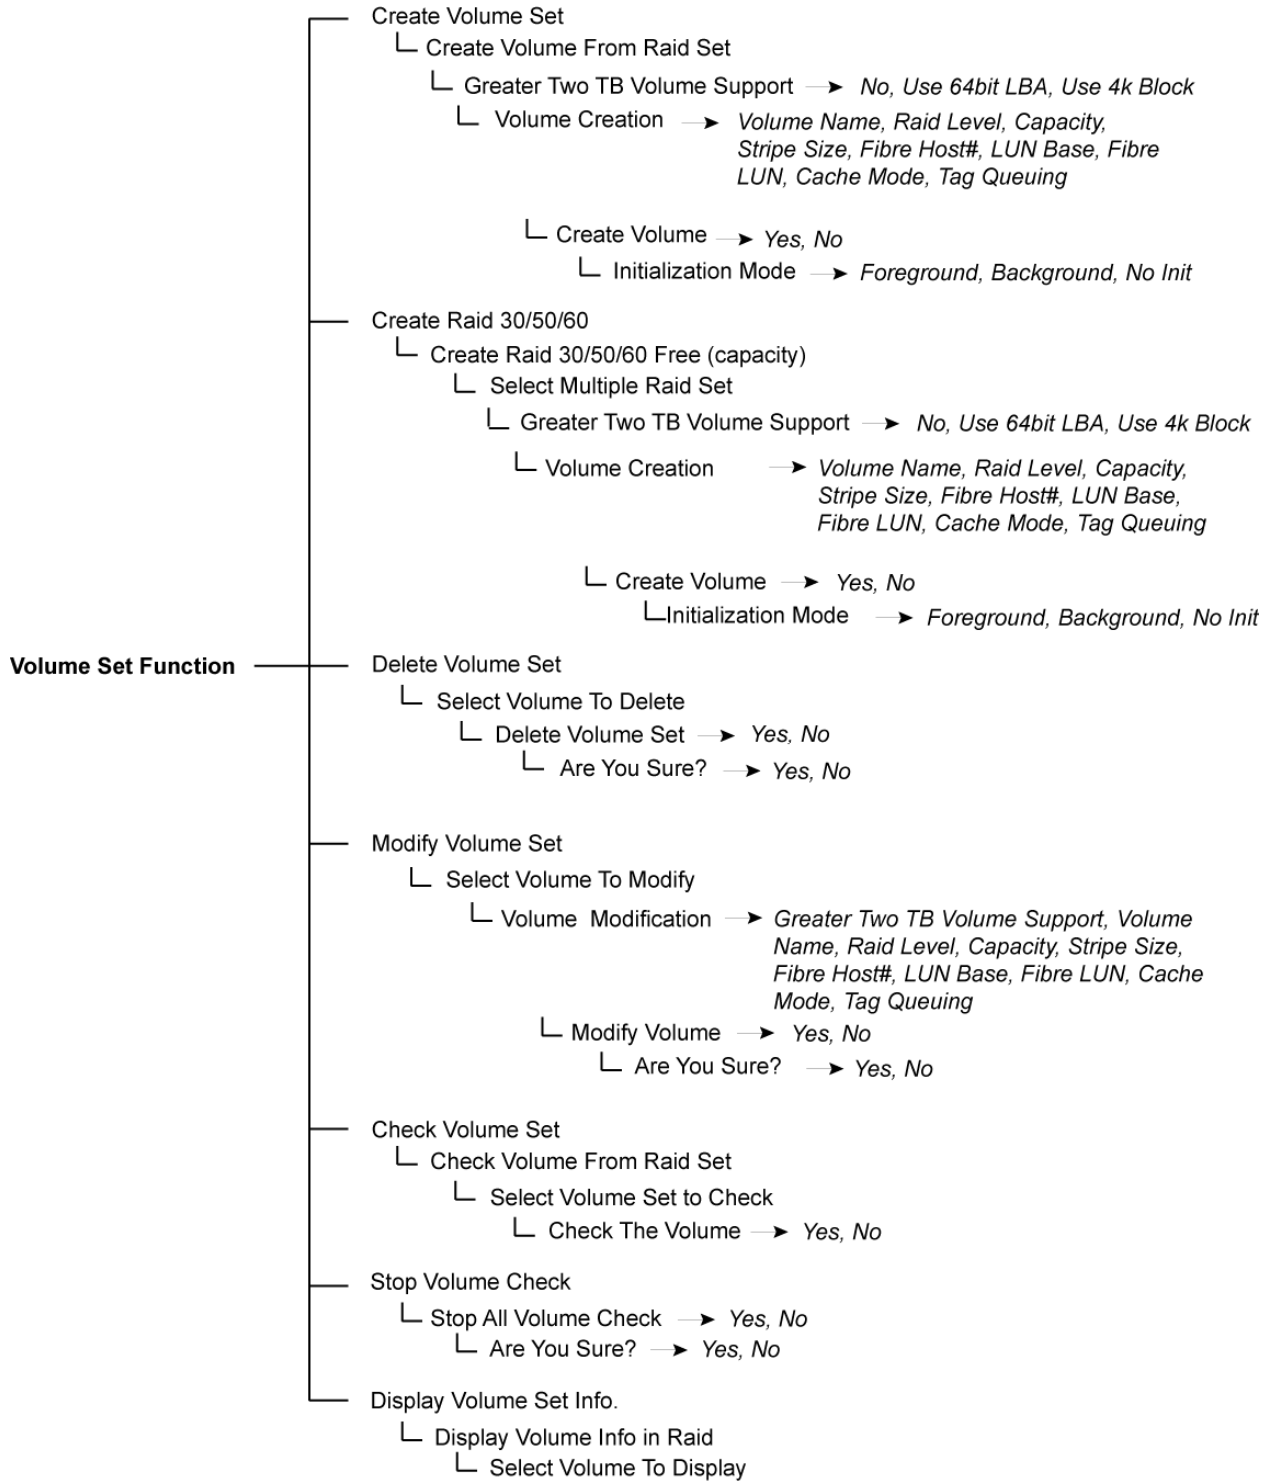 Create Volume Set
Create Volume From Raid Set
Greater Two TB Volume Support No, Use 64bit LBA, Use 4k Block
Volume Creation Volume Name, Raid Level, Capacity,
Stripe Size, Fibre Host#, LUN Base, Fibre
LUN, Cache Mode, Tag Queuing
Create Volume Yes, No
Initialization Mode Foreground, Background, No Init
Create Raid 30/50/60
Create Raid 30/50/60 Free (capacity)
Select Multiple Raid Set
Greater Two TB Volume Support No, Use 64bit LBA, Use 4k Block
Volume Creation Volume Name, Raid Level, Capacity,
Stripe Size, Fibre Host#, LUN Base,
Fibre LUN, Cache Mode, Tag Queuing
Create Volume Yes, No
Initialization Mode Foreground, Background, No Init
Volume Set Function
Delete Volume Set
Select Volume To Delete
Delete Volume Set Yes, No
Are You Sure? Yes, No
Modify Volume Set
Select Volume To Modify
Volume Modification Greater Two TB Volume Support, Volume
Name, Raid Level, Capacity, Stripe Size,
Fibre Host#, LUN Base, Fibre LUN, Cache
Mode, Tag Queuing
Modify Volume Yes, No
Are You Sure? Yes, No
Check Volume Set
Check Volume From Raid Set
Select Volume Set to Check
Check The Volume Yes, No
Stop Volume Check
Stop All Volume Check Yes, No
Are You Sure? Yes, No
Display Volume Set Info.
Display Volume Info in Raid
Select Volume To Display